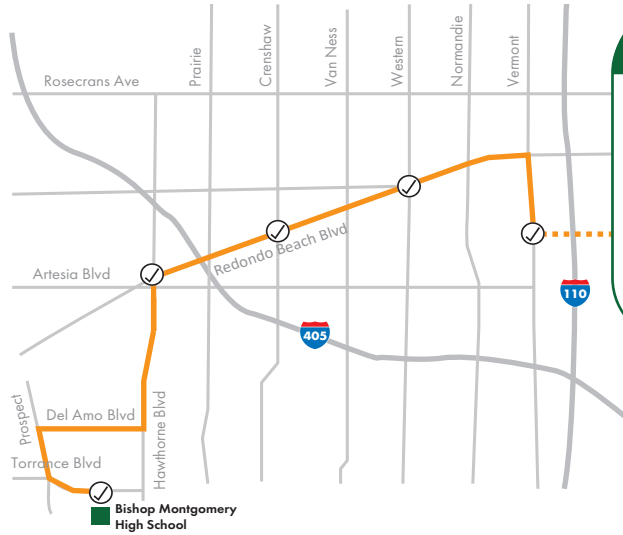 Prairie
Crenshaw
Van Ness
Western
Normandie
Vermont
Rosecrans Ave
Redondo Beach Blvd
Artesia Blvd
110
405
Prospect
Del Amo Blvd
Hawthorne Blvd
Torrance Blvd
Bishop Montgomery
High School